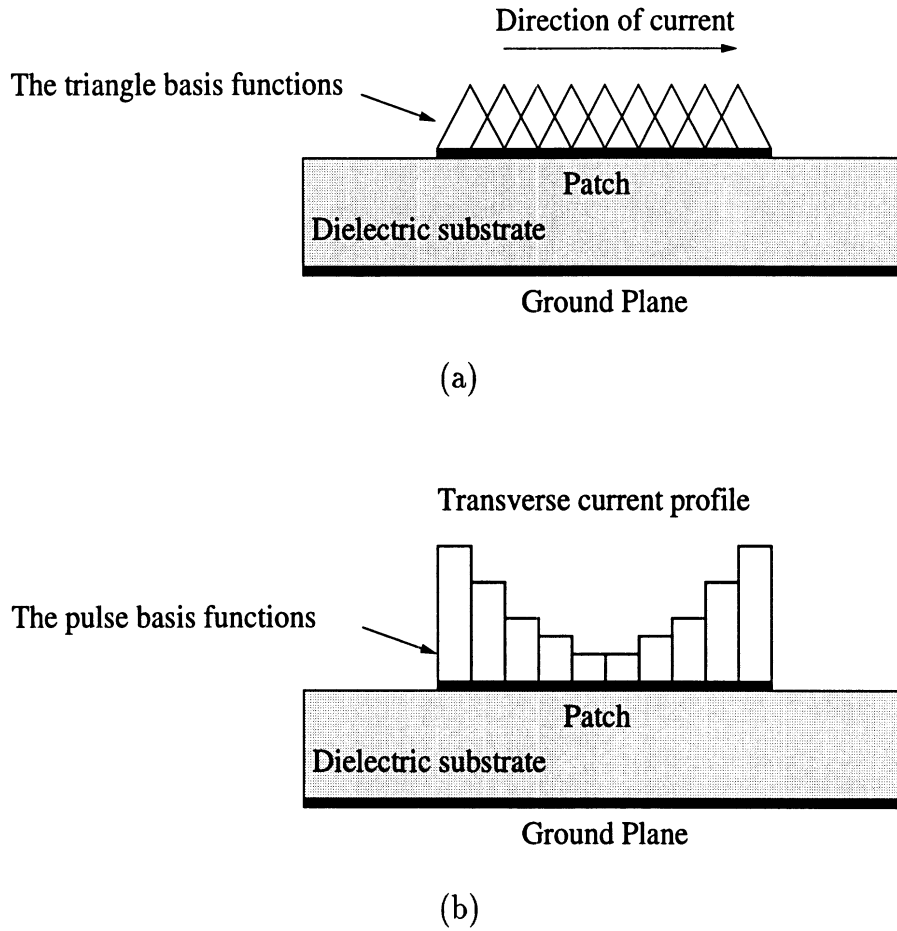 Direction of current
The triangle basis functions
Patch
Dielectric substrate
Ground Plane
(a)
Transverse current profile
The pulse basis functions
Patch
Dielectric substrate
Ground Plane
(b)